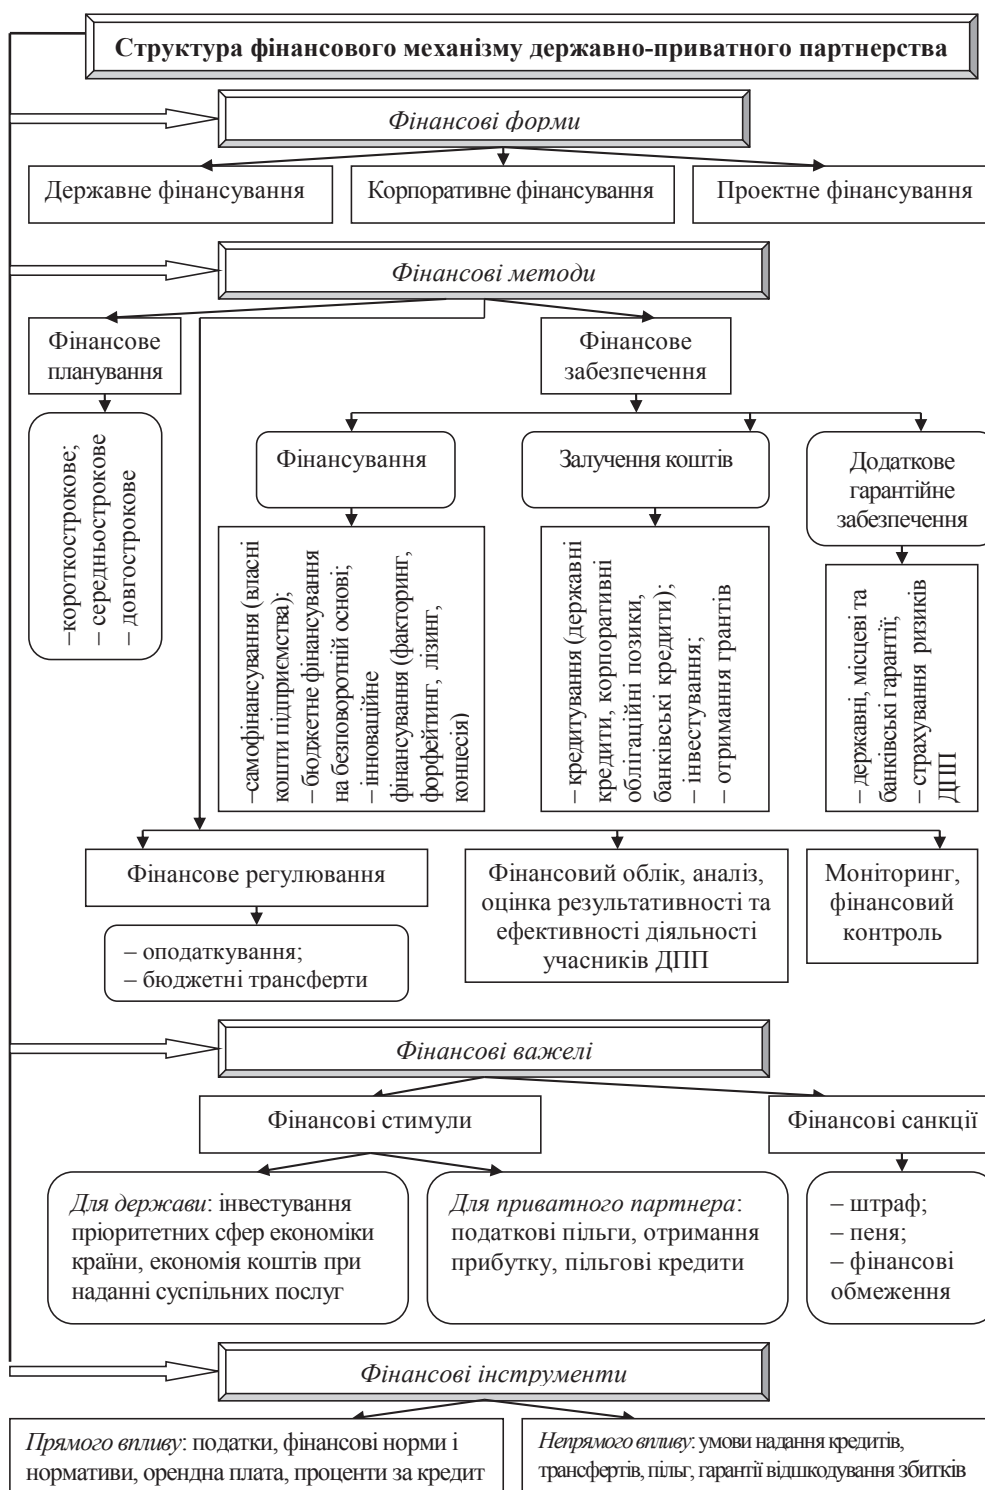 Структура фінансового механізму державно-приватного партнерства
Фінансові форми
Державне фінансування
Корпоративне фінансування
Проектне фінансування
Фінансові методи
Фінансове
планування
Фінансове
забезпечення
–короткострокове;
– середньострокове
– довгострокове
Фінансування
Залучення коштів
Додаткове
гарантійне
забезпечення
–самофінансування (власні
кошти підприємства);
– бюджетне фінансування
на безповоротній основі;
– інноваційне
фінансування (факторинг,
форфейтинг, лізинг,
концесія)
– кредитування (державні
кредити, корпоративні
облігаційні позики,
банківські кредити);
– інвестування;
– отримання грантів
– державні, місцеві та
банківські гарантії;
– страхування ризиків
ДПП
Фінансове регулювання
Фінансовий облік, аналіз,
оцінка результативності та
ефективності діяльності
учасників ДПП
Моніторинг,
фінансовий
контроль
– оподаткування;
– бюджетні трансферти
Фінансові важелі
Фінансові стимули
Фінансові санкції
Для держави: інвестування
пріоритетних сфер економіки
країни, економія коштів при
наданні суспільних послуг
Для приватного партнера:
податкові пільги, отримання
прибутку, пільгові кредити
– штраф;
– пеня;
– фінансові
обмеження
Фінансові інструменти
Прямого впливу: податки, фінансові норми і
нормативи, орендна плата, проценти за кредит
Непрямого впливу: умови надання кредитів,
трансфертів, пільг, гарантії відшкодування збитків